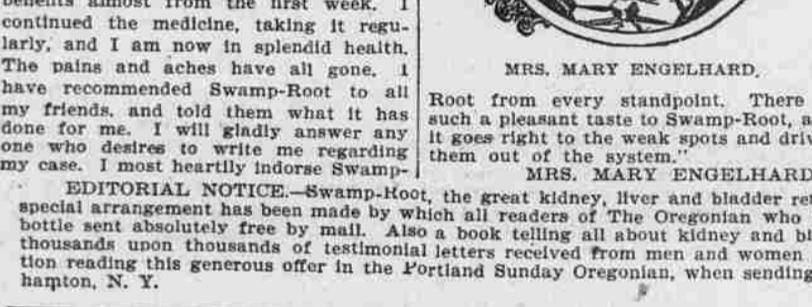 benefits almost from the first week. I
continued the medicine, taking it regu-
larly, and I am now in splendid health.
The pains and aches have all gone. I
have recommended Swamp-Root to all
my friends, and told them what it has
done for me. I will gladly answer any
one who desires to write me regarding
my case. I most heartily indorse Swamp-
MRS. MARY ENGELHARD.
Root from every standpoint. There
such a pleasant taste to Swamp-Root, a
it goes right to the weak spots and driv
them out of the system."
MRS. MARY ENGELHARD
EDITORIAL NOTICE.—Swamp-Root, the great kidney, liver and bladder re
special arrangement has been made by which all readers of The Oregonian who
bottle sent absolutely free by mail. Also a book telling all about kidney and bl
thousands upon thousands of testimonial letters received from men and women
tion reading this generous offer in the Portland Sunday Oregonian, when sending
hamton, N. Y.